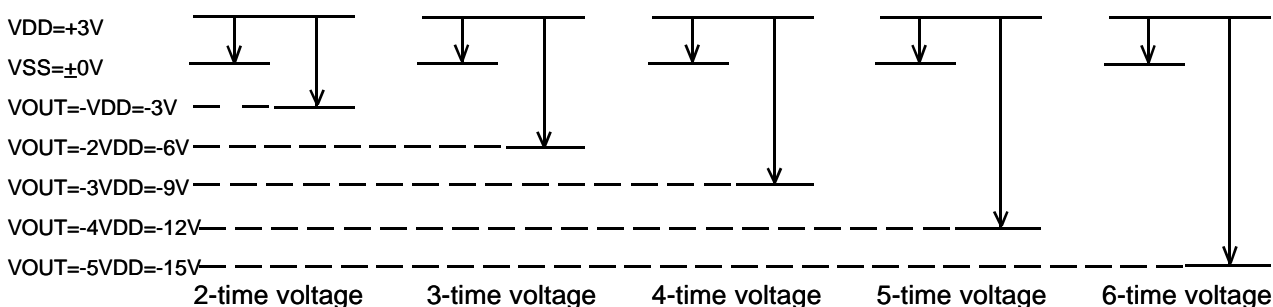 VDD=+3V
VSS=±0V
VOUT=-VDD=-3V
VOUT=-2VDD=-6V
VOUT=-3VDD=-9V
VOUT=-4VDD=-12V
VOUT=-5VDD=-15V
2-time voltage 3-time voltage 4-time voltage 5-time voltage 6-time voltage